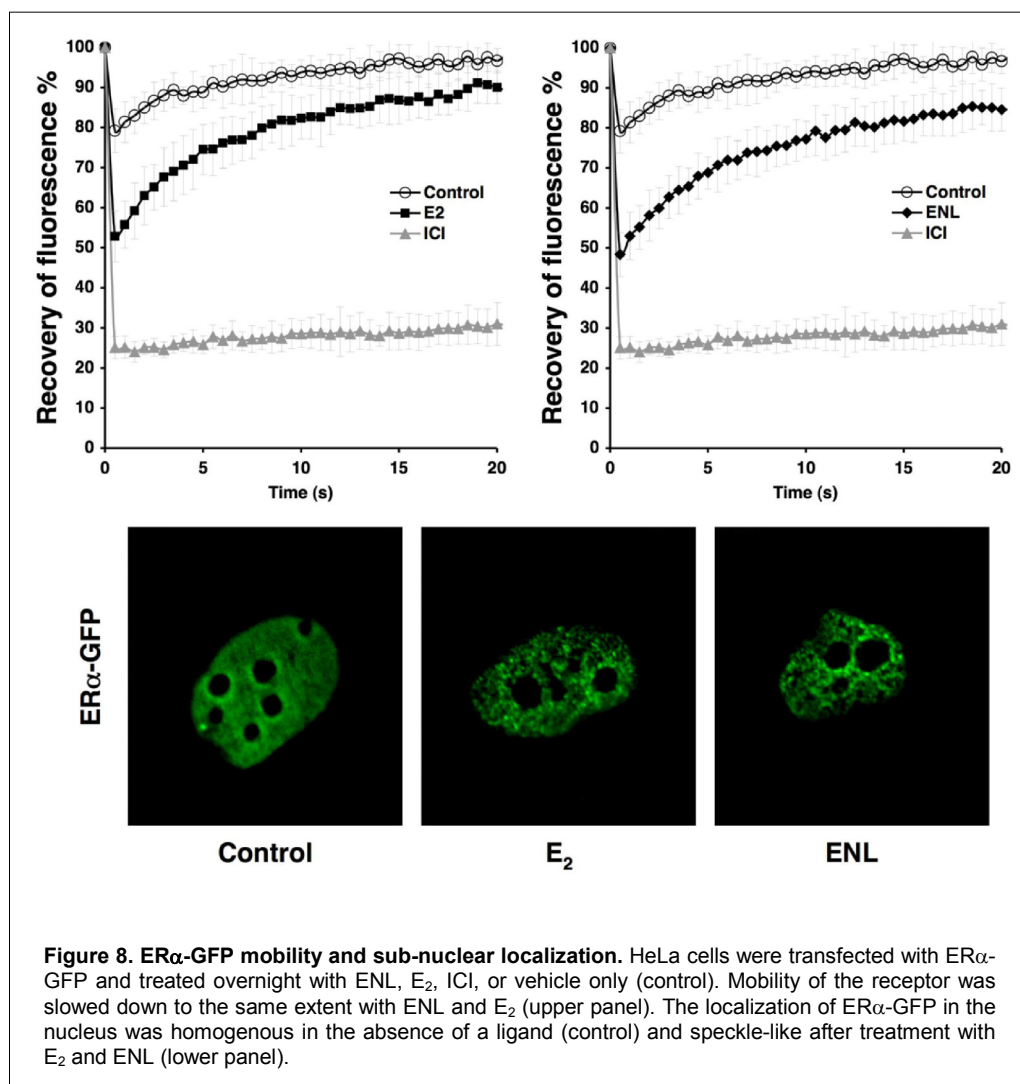 Recovery of fluorescence %
100
90
80
70
60
50
40
30
20
10
0
Control
E2
ICI
0
5
10
15
20
Time (s)
Recovery of fluorescence %
100
90
80
70
60
50
40
30
20
10
0
Control
ENL
ICI
0
5
10
15
20
Time (s)
ERα-GFP
Control
E₂
ENL
Figure 8. ERα-GFP mobility and sub-nuclear localization. HeLa cells were transfected with ERα-
GFP and treated overnight with ENL, E₂, ICI, or vehicle only (control). Mobility of the receptor was
slowed down to the same extent with ENL and E₂ (upper panel). The localization of ERα-GFP in the
nucleus was homogenous in the absence of a ligand (control) and speckle-like after treatment with
E₂ and ENL (lower panel).